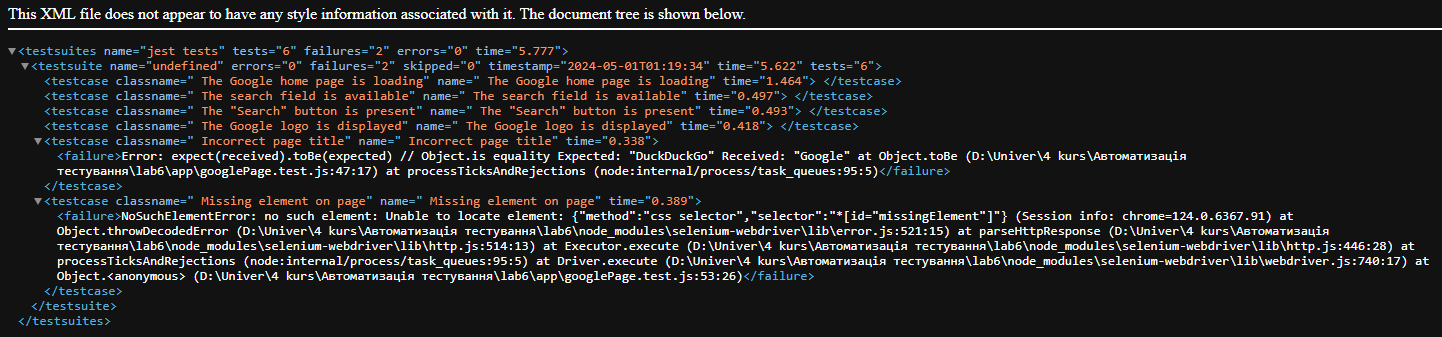 This XML file does not appear to have any style information associated with it. The document tree is shown below.
▼<testsuites name="jest tests" tests="6" failures="2" errors="0" time="5.777">
▼<testsuite name="undefined" errors="0" failures="2" skipped="0" timestamp="2024-05-01T01:19:34" time="5.622" tests="6">
<testcase classname=" The Google home page is loading" name=" The Google home page is loading" time="1.464"> </testcase>
<testcase classname=" The search field is available" name=" The search field is available" time="0.497"> </testcase>
<testcase classname=" The "Search" button is present" name=" The "Search" button is present" time="0.493"> </testcase>
<testcase classname=" The Google logo is displayed" name=" The Google logo is displayed" time="0.418"> </testcase>
▼<testcase classname=" Incorrect page title" name=" Incorrect page title" time="0.338">
<failure>Error: expect(received).toBe(expected) // Object.is equality Expected: "DuckDuckGo" Received: "Google" at Object.toBe (D:\Univer\4 kurs\Автоматизація
тестування\lab6\app\googlePage.test.js:47:17) at processTicksAndRejections (node:internal/process/task_queues:95:5)</failure>
</testcase>
▼<testcase classname=" Missing element on page" name=" Missing element on page" time="0.389">
<failure>NoSuchElementError: no such element: Unable to locate element: {"method":"css selector","selector":"*[id="missingElement"]"} (Session info: chrome=124.0.6367.91) at
Object.throwDecodedError (D:\Univer\4 kurs\Автоматизація тестування\lab6\node_modules\selenium-webdriver\lib\error.js:521:15) at parseHttpResponse (D:\Univer\4 kurs\Автоматизація
тестування\lab6\node_modules\selenium-webdriver\lib\http.js:514:13) at Executor.execute (D:\Univer\4 kurs\Автоматизація тестування\lab6\node_modules\selenium-webdriver\lib\http.js:446:28) at
processTicksAndRejections (node:internal/process/task_queues:95:5) at Driver.execute (D:\Univer\4 kurs\Автоматизація тестування\lab6\node_modules\selenium-webdriver\lib\webdriver.js:740:17) at
Object.<anonymous> (D:\Univer\4 kurs\Автоматизація тестування\lab6\app\googlePage.test.js:53:26)</failure>
</testcase>
</testsuite>
</testsuites>